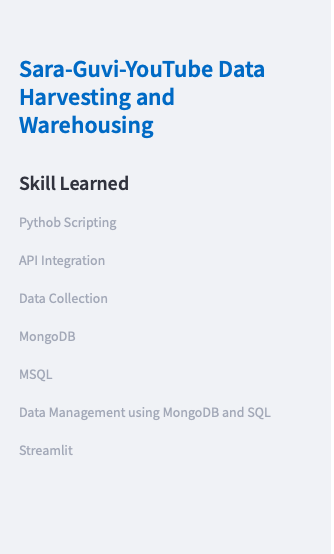 Sara-Guvi-YouTube Data
Harvesting and
Warehousing
Skill Learned
Pythob Scripting
API Integration
Data Collection
MongoDB
MSQL
Data Management using MongoDB and SQL
Streamlit